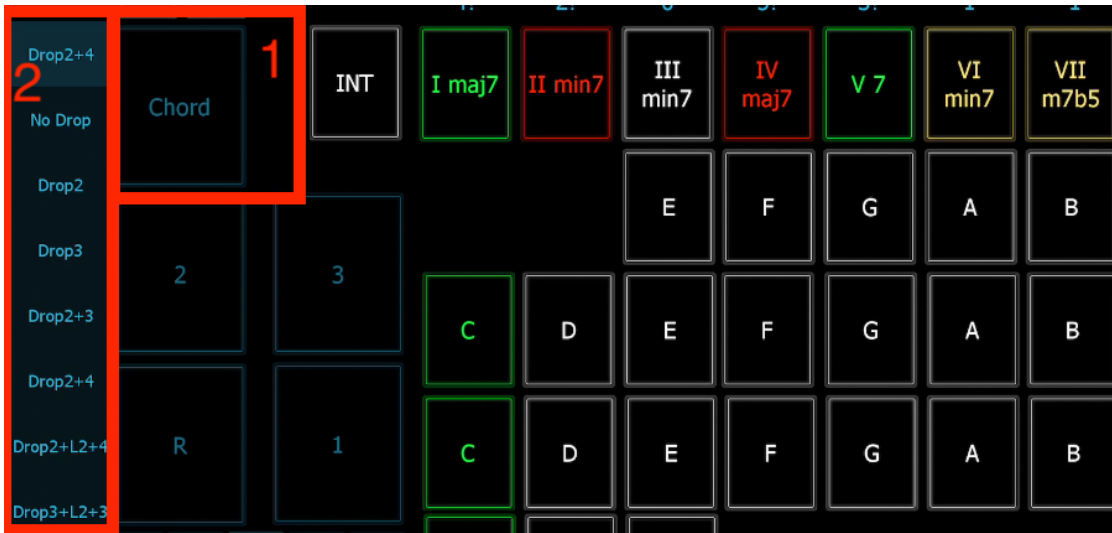 Drop2+4
2
No Drop
Drop2
Drop3
Drop2+3
Drop2+4
Drop2+L2+4
Drop3+L2+3
Chord
1
INT
I maj7
II min7
III
min7
IV
maj7
V 7
VI
min7
VII
m7b5
E F G A B
2 3
C D E F G A B
R 1
C D E F G A B